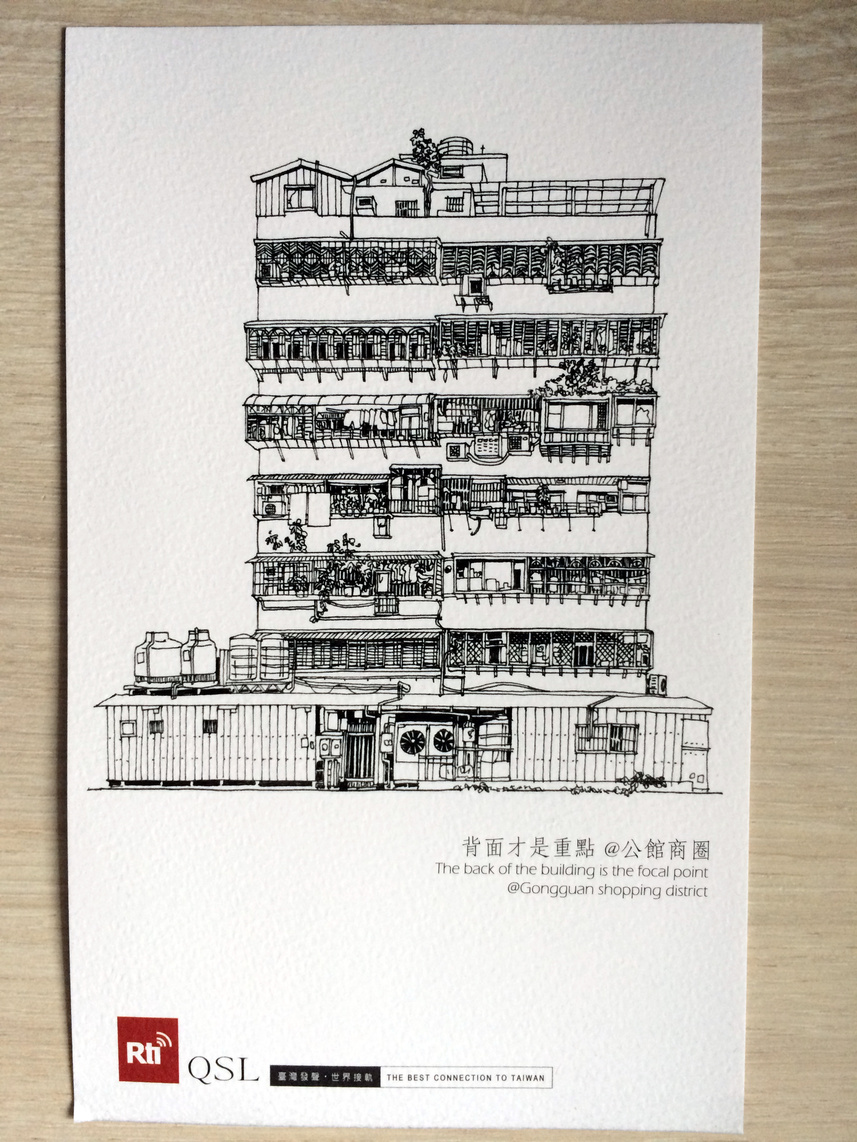 背面才是重點 @公館商圈
The back of the building is the focal point
@Gongguan shopping district
Rti
QSL
臺灣發聲・世界接軌 THE BEST CONNECTION TO TAIWAN